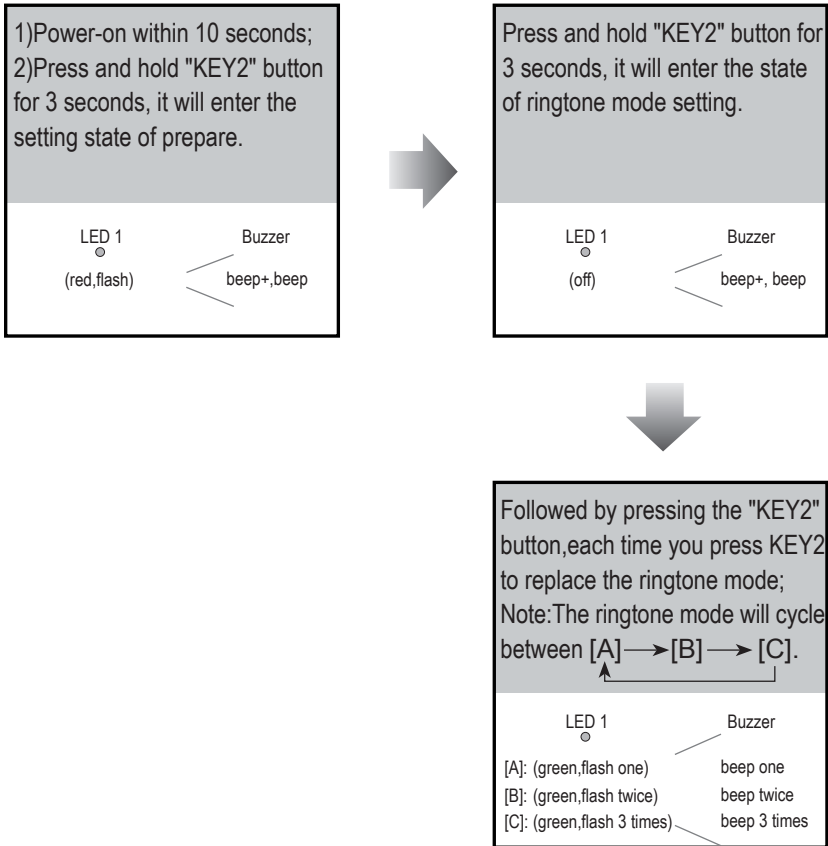 1)Power-on within 10 seconds;
2)Press and hold "KEY2" button
for 3 seconds, it will enter the
setting state of prepare.
LED 1 Buzzer
(red,flash) beep+,beep
Press and hold "KEY2" button for
3 seconds, it will enter the state
of ringtone mode setting.
LED 1 Buzzer
(off) beep+, beep
Followed by pressing the "KEY2"
button,each time you press KEY2
to replace the ringtone mode;
Note:The ringtone mode will cycle
between [A] [B] [C].
LED 1 Buzzer
[A]: (green,flash one) beep one
[B]: (green,flash twice) beep twice
[C]: (green,flash 3 times) beep 3 times